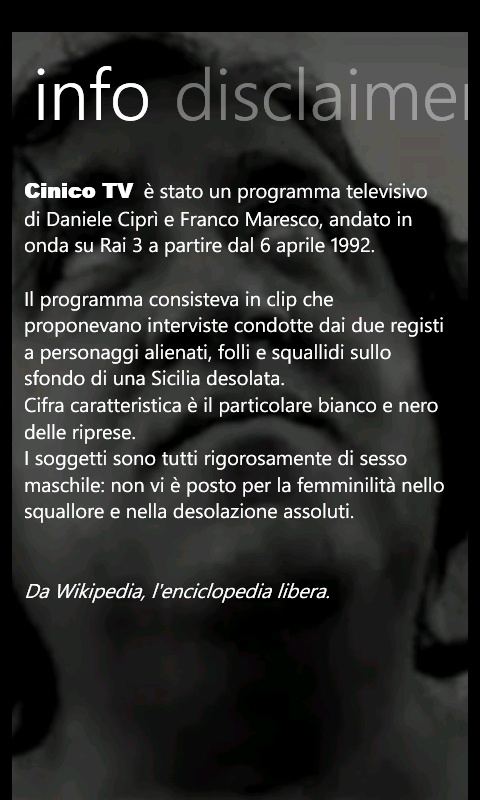 info disclaimer
Cinico TV è stato un programma televisivo
di Daniele Ciprì e Franco Maresco, andato in
onda su Rai 3 a partire dal 6 aprile 1992.
Il programma consisteva in clip che
proponevano interviste condotte dai due registi
a personaggi alienati, folli e squallidi sullo
sfondo di una Sicilia desolata.
Cifra caratteristica è il particolare bianco e nero
delle riprese.
I soggetti sono tutti rigorosamente di sesso
maschile: non vi è posto per la femminilità nello
squallore e nella desolazione assoluti.
Da Wikipedia, l'enciclopedia libera.